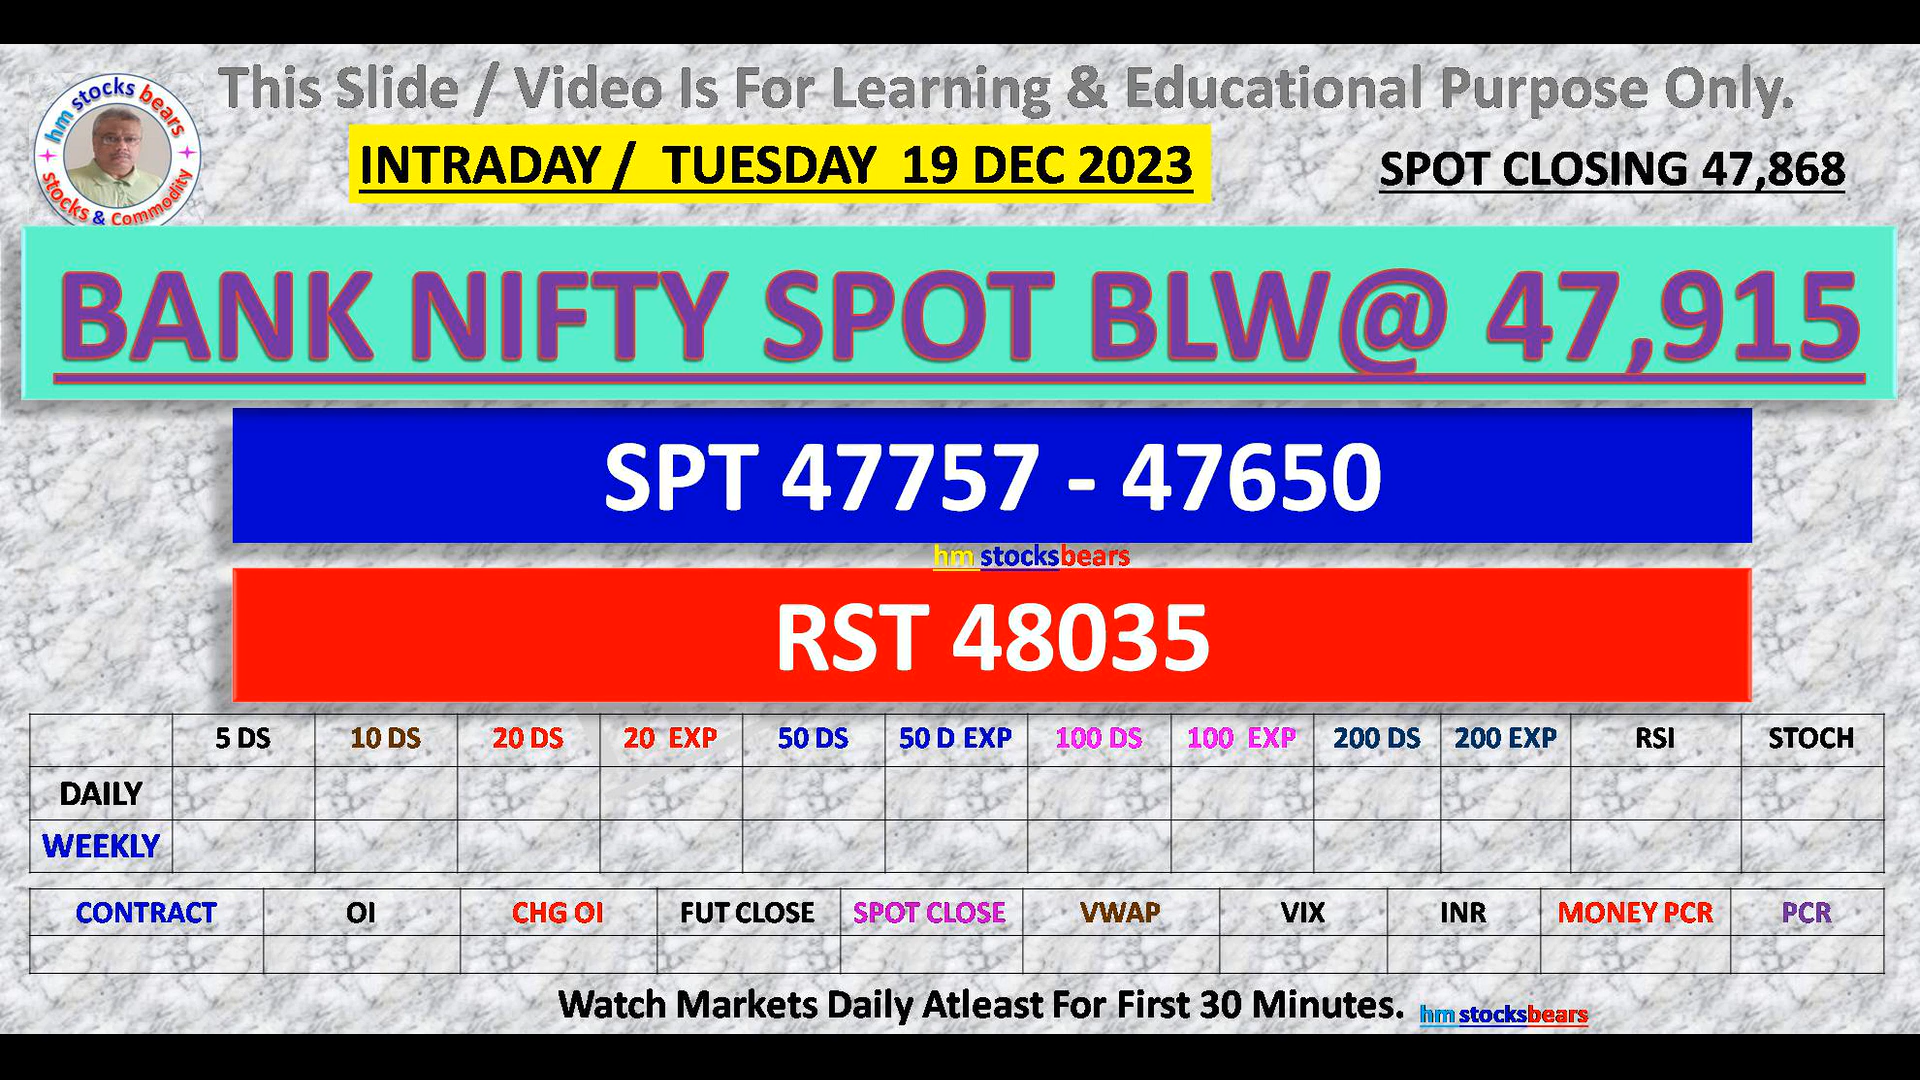 This Slide / Video Is For Learning & Educational Purpose Only.
hm stocks bears
stocks & Commodity
INTRADAY / TUESDAY 19 DEC 2023
SPOT CLOSING 47,868
BANK NIFTY SPOT BLW@ 47,915
SPT 47757 - 47650
hm stocksbears
RST 48035
5 DS 10 DS 20 DS 20 EXP 50 DS 50 D EXP 100 DS 100 EXP 200 DS 200 EXP RSI STOCH
DAILY
WEEKLY
CONTRACT OI CHG OI FUT CLOSE SPOT CLOSE VWAP VIX INR MONEY PCR PCR
Watch Markets Daily Atleast For First 30 Minutes.
hm stocksbears